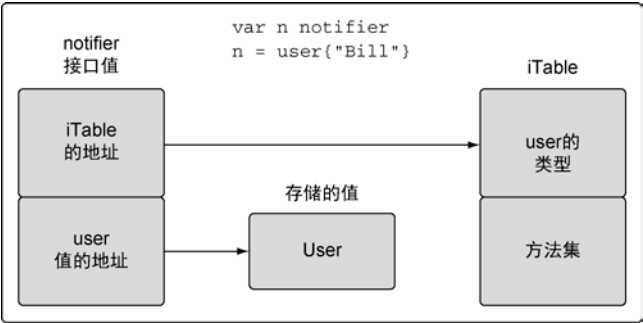 var n notifier
n = user{"Bill"}
notifier
接口值
iTable
iTable
的地址
user的
类型
存储的值
user
值的地址
User
方法集